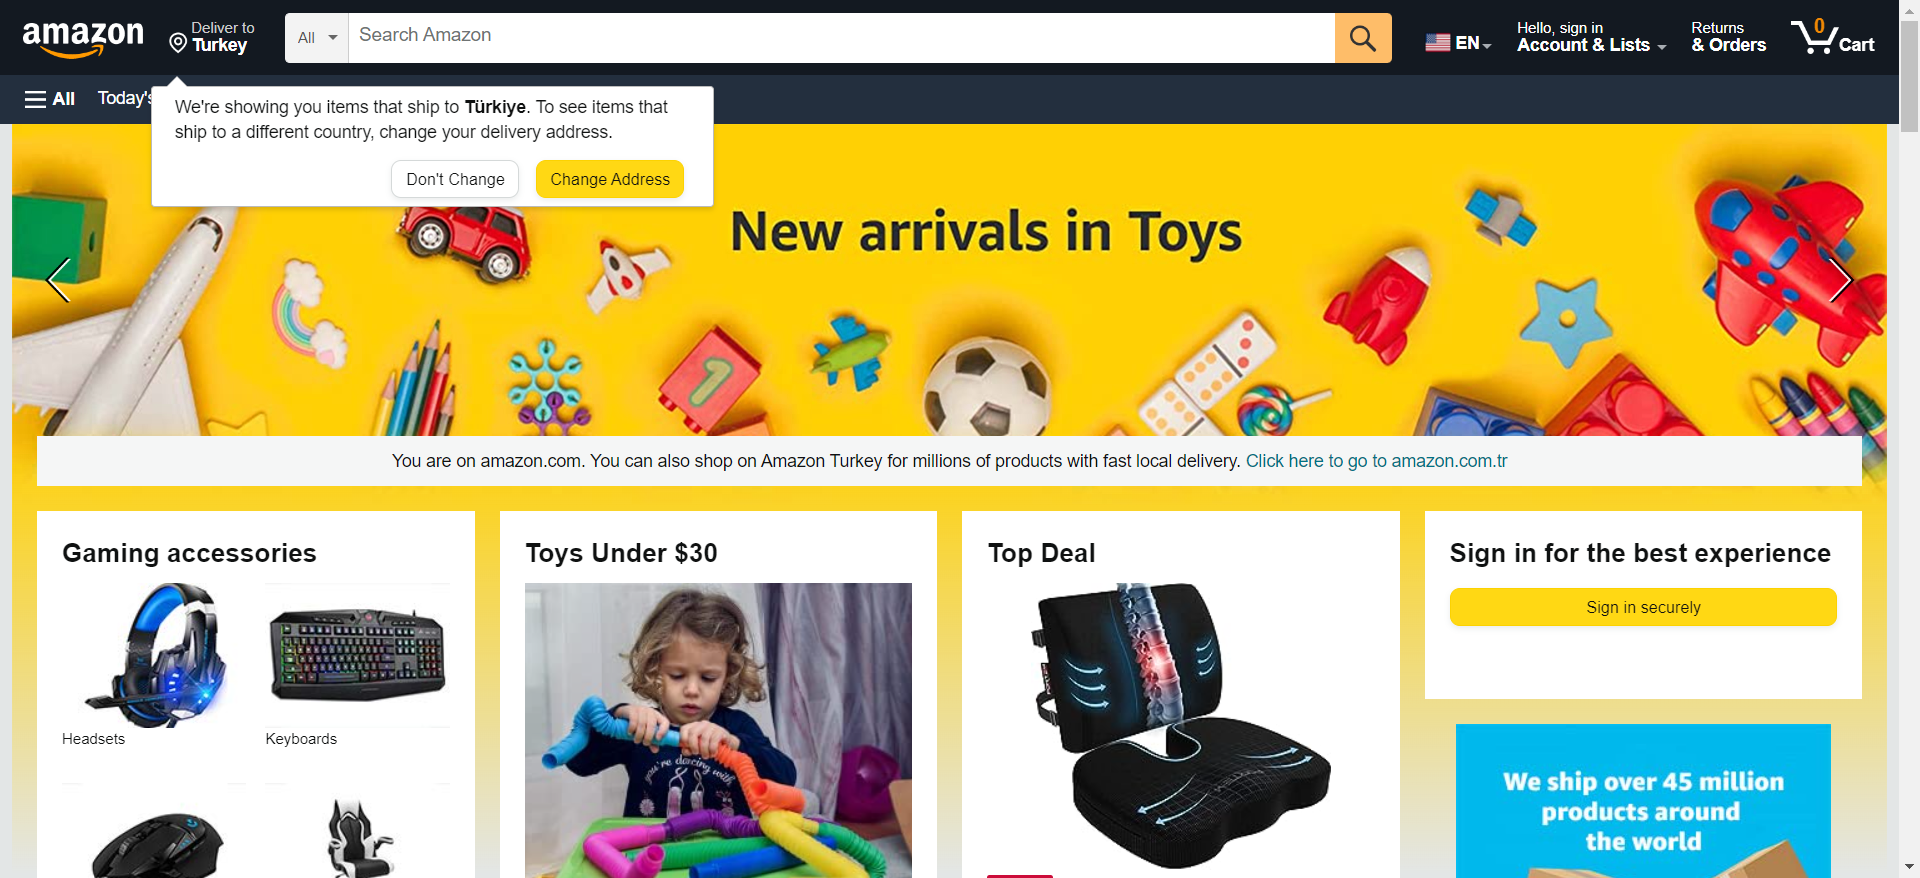 amazon
Deliver to
Turkey
All
Search Amazon
EN
Hello, sign in
Account & Lists
Returns
& Orders
0
Cart
All
Today's
We're showing you items that ship to Türkiye. To see items that
ship to a different country, change your delivery address.
Don't Change
Change Address
New arrivals in Toys
1
You are on amazon.com. You can also shop on Amazon Turkey for millions of products with fast local delivery. Click here to go to amazon.com.tr
Gaming accessories
Headsets
Keyboards
Toys Under $30
you're dancing with
Top Deal
Sign in for the best experience
Sign in securely
We ship over 45 million
products around
the world